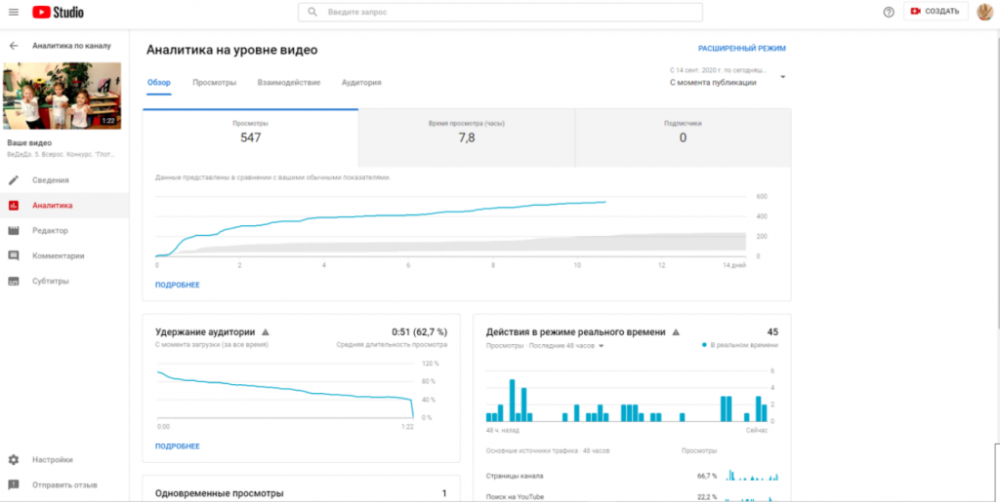 Studio
Введите запрос
СОЗДАТЬ
Аналитика по каналу
1:22
Ваше видео
ВеДеДо. 5. Всерос. Конкурс. "Глот...
Сведения
Аналитика
Редактор
Комментарии
Субтитры
Настройки
Отправить отзыв
Аналитика на уровне видео
РАСШИРЕННЫЙ РЕЖИМ
Обзор
Просмотры
Взаимодействие
Аудитория
С 14 сент. 2020 г. по сегодняш...
С момента публикации
Просмотры
547
Время просмотра (часы)
7,8
Подписчики
0
Данные представлены в сравнении с вашими обычными показателями.
600
400
200
0
0
2
4
6
8
10
12
14 дней
ПОДРОБНЕЕ
Удержание аудитории
0:51 (62,7 %)
С момента загрузки (за все время)
Средняя длительность просмотра
120 %
80 %
40 %
0 %
0:00
1:22
ПОДРОБНЕЕ
Одновременные просмотры
1
Действия в режиме реального времени
45
Просмотры · Последние 48 часов
В реальном времени
6
4
2
0
48 ч. назад
Сейчас
Основные источники трафика · 48 часов
Просмотры
Страницы канала
66,7 %
Поиск на YouTube
22,2 %